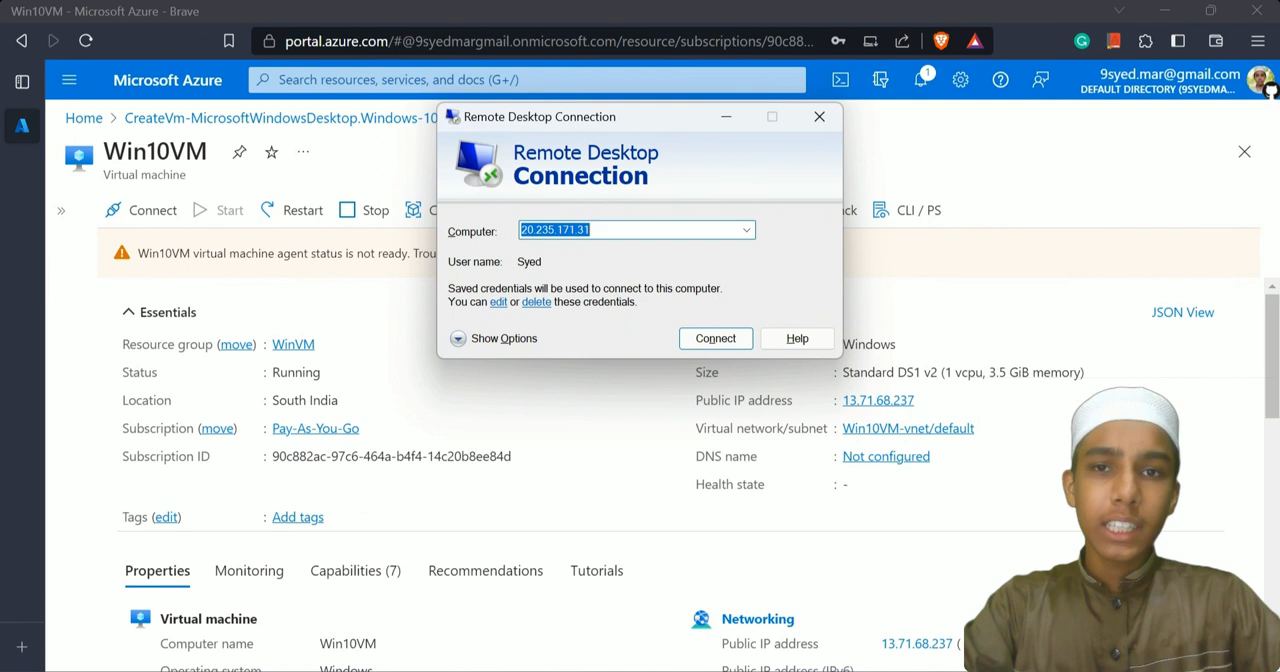 Win10VM - Microsoft Azure - Brave
portal.azure.com/#@9syedmargmail.onmicrosoft.com/resource/subscriptions/90c88...
Microsoft Azure
Search resources, services, and docs (G+/)
1
9syed.mar@gmail.com
DEFAULT DIRECTORY (9SYEDMA...
Home > CreateVm-MicrosoftWindowsDesktop.Windows-10
Win10VM
Virtual machine
Connect
Start
Restart
Stop
CLI / PS
Win10VM virtual machine agent status is not ready. Trou
Remote Desktop Connection
Remote Desktop
Connection
Computer: 20.235.171.31
User name: Syed
Saved credentials will be used to connect to this computer.
You can edit or delete these credentials.
Show Options
Connect
Help
Essentials
JSON View
Resource group (move) : WinVM
Status : Running
Location : South India
Subscription (move) : Pay-As-You-Go
Subscription ID : 90c882ac-97c6-464a-b4f4-14c20b8ee84d
Windows
Size : Standard DS1 v2 (1 vcpu, 3.5 GiB memory)
Public IP address : 13.71.68.237
Virtual network/subnet : Win10VM-vnet/default
DNS name : Not configured
Health state : -
Tags (edit) : Add tags
Properties
Monitoring
Capabilities (7)
Recommendations
Tutorials
Virtual machine
Computer name Win10VM
Operating system Windows
Networking
Public IP address 13.71.68.237 (
Public IP address (IPv6)